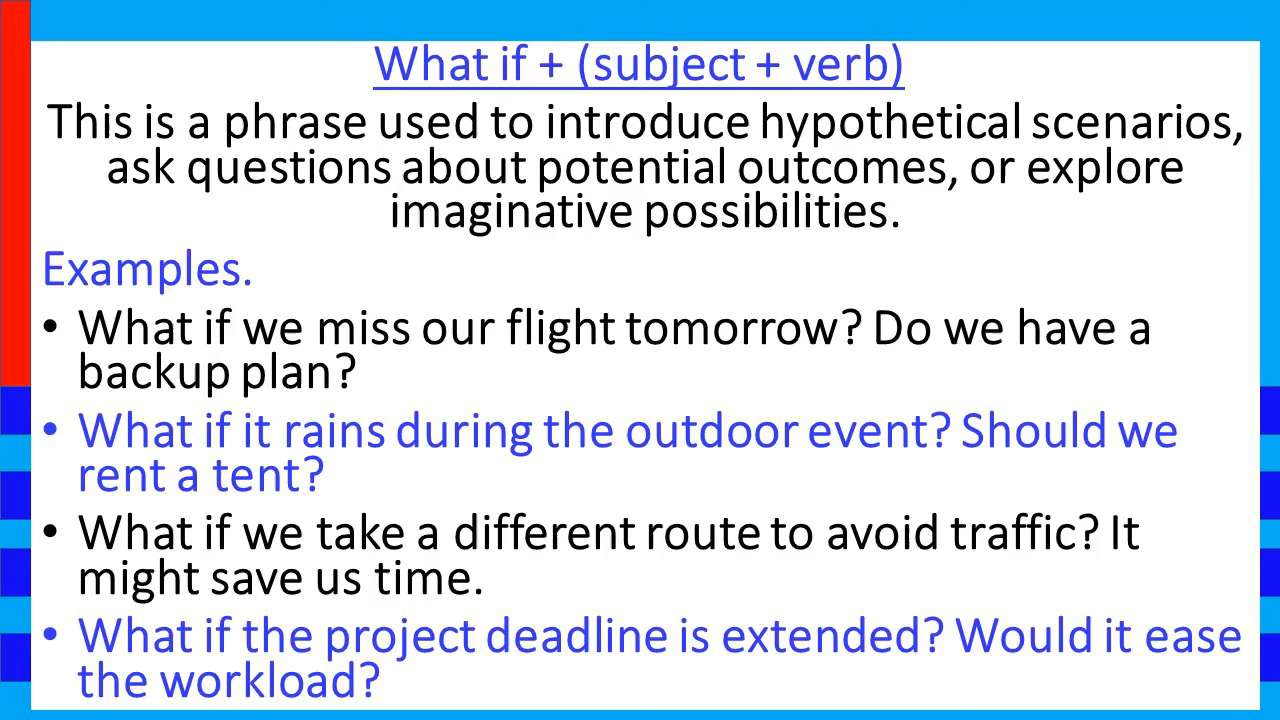 What if + (subject + verb)
This is a phrase used to introduce hypothetical scenarios,
ask questions about potential outcomes, or explore
imaginative possibilities.
Examples.
• What if we miss our flight tomorrow? Do we have a
backup plan?
• What if it rains during the outdoor event? Should we
rent a tent?
• What if we take a different route to avoid traffic? It
might save us time.
• What if the project deadline is extended? Would it ease
the workload?